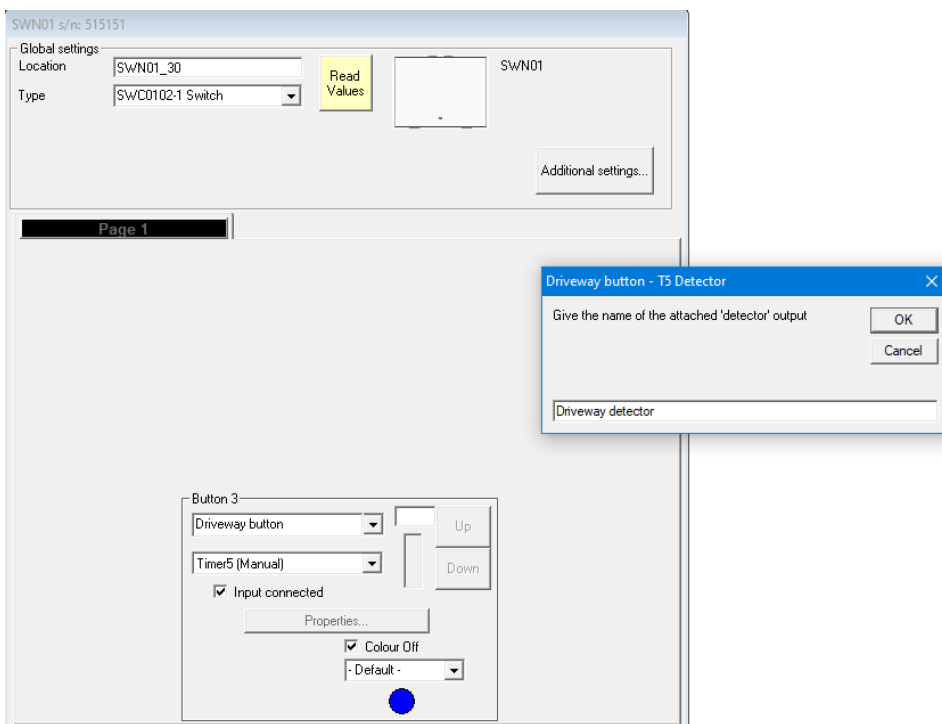 SWN01 s/n: 515151
Global settings
Location
SWN01_30
Read
Values
SWN01
Type
SWC0102-1 Switch
Additional settings...
Page 1
Driveway button - T5 Detector
Give the name of the attached 'detector' output
OK
Cancel
Driveway detector
Button 3
Driveway button
Up
Timer5 (Manual)
Down
Input connected
Properties...
Colour Off
- Default -